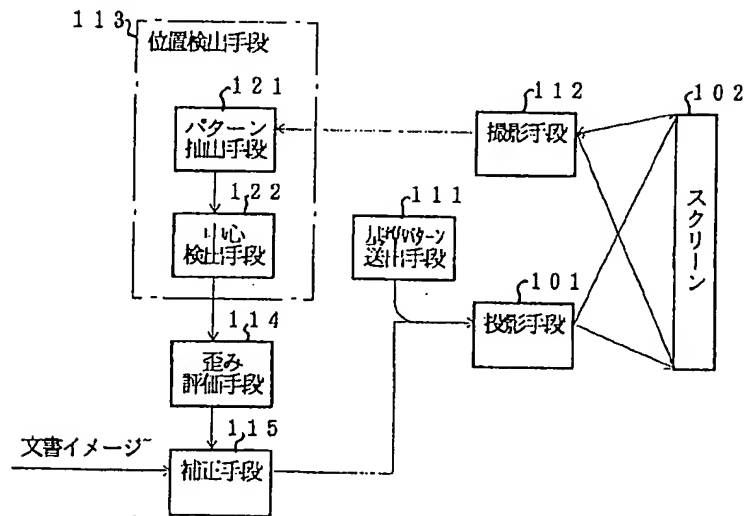 113
位置検出手段
121
パターン
抽出手段
122
中心
検出手段
112
撮影手段
102
スクリーン
111
パターン
送出手段
101
投影手段
114
歪み
評価手段
文書イメージ
115
補正手段